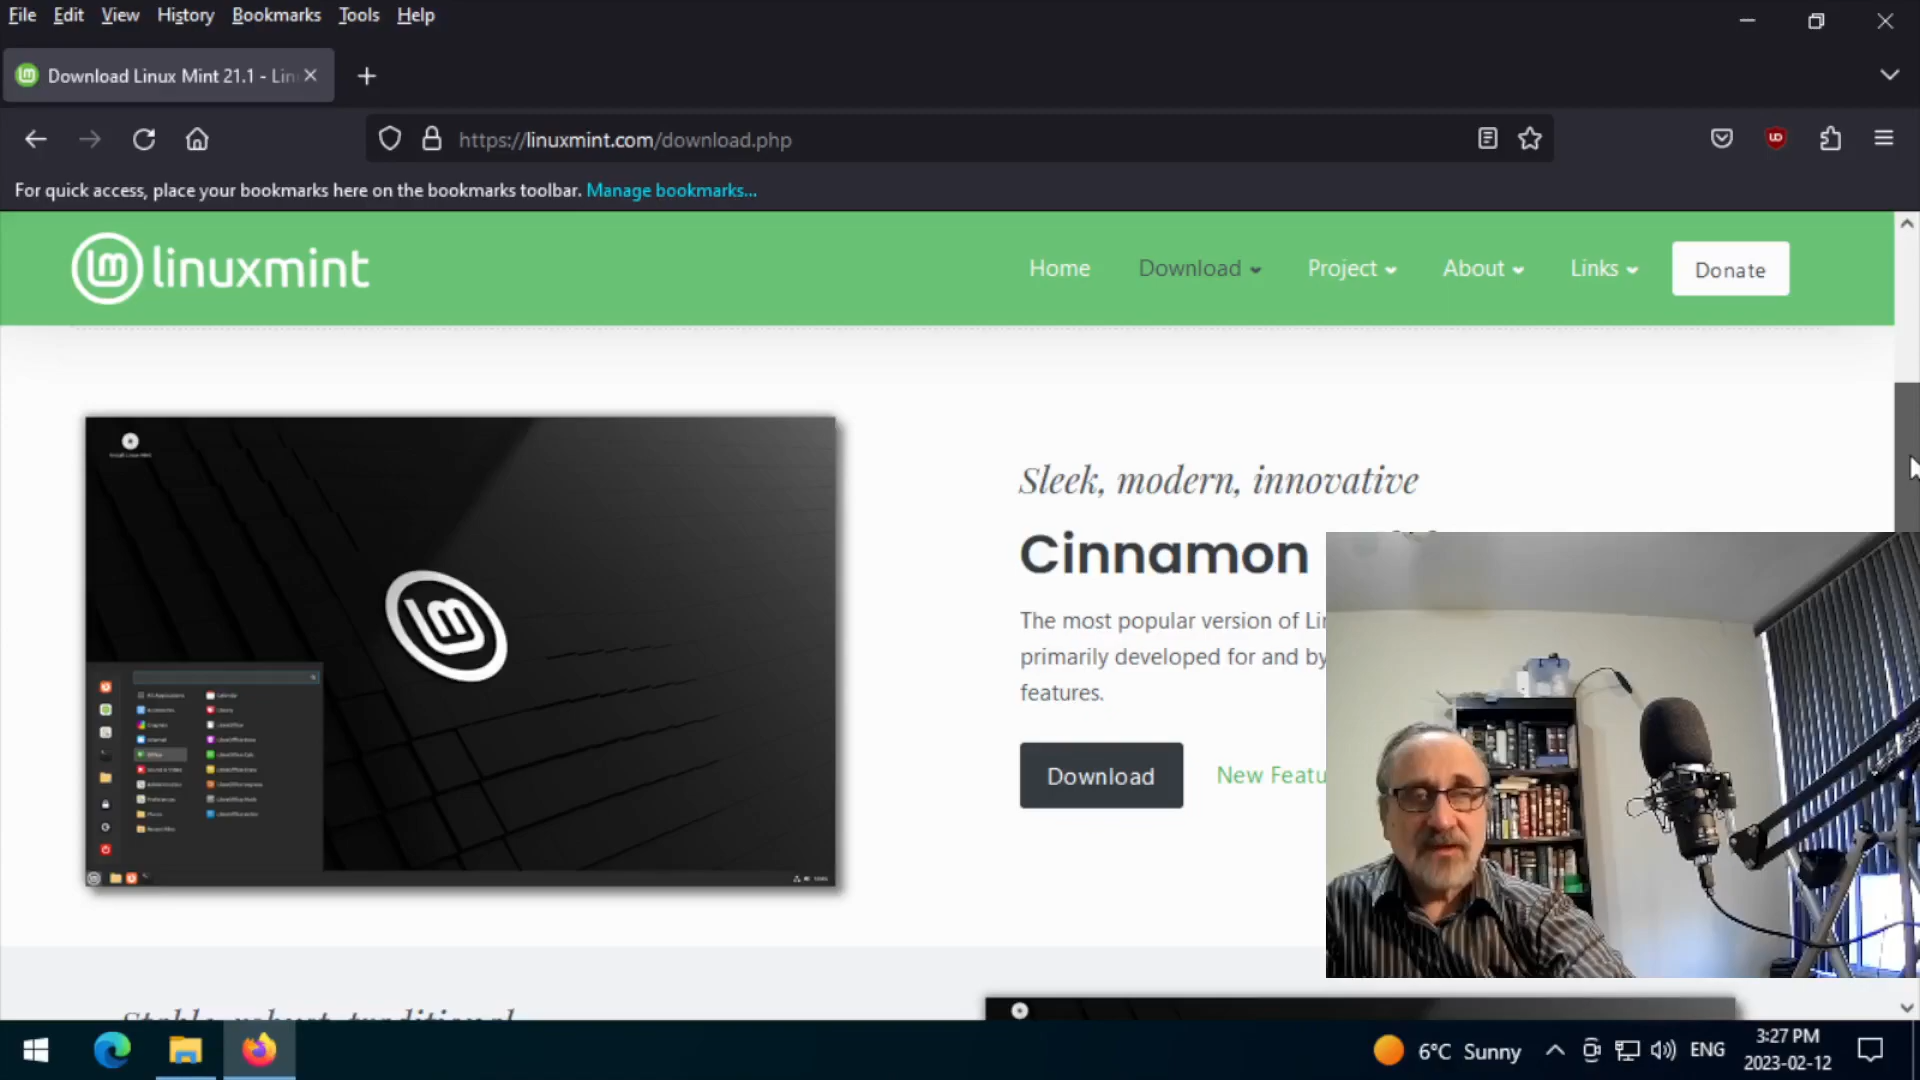 File Edit View History Bookmarks Tools Help
Download Linux Mint 21.1 - Lin
https://linuxmint.com/download.php
For quick access, place your bookmarks here on the bookmarks toolbar. Manage bookmarks...
linuxmint
Home Download Project About Links Donate
Sleek, modern, innovative
Cinnamon
The most popular version of Li
primarily developed for and by
features.
Download New Featu
Stable, robust, traditional
6°C Sunny
ENG
3:27 PM
2023-02-12